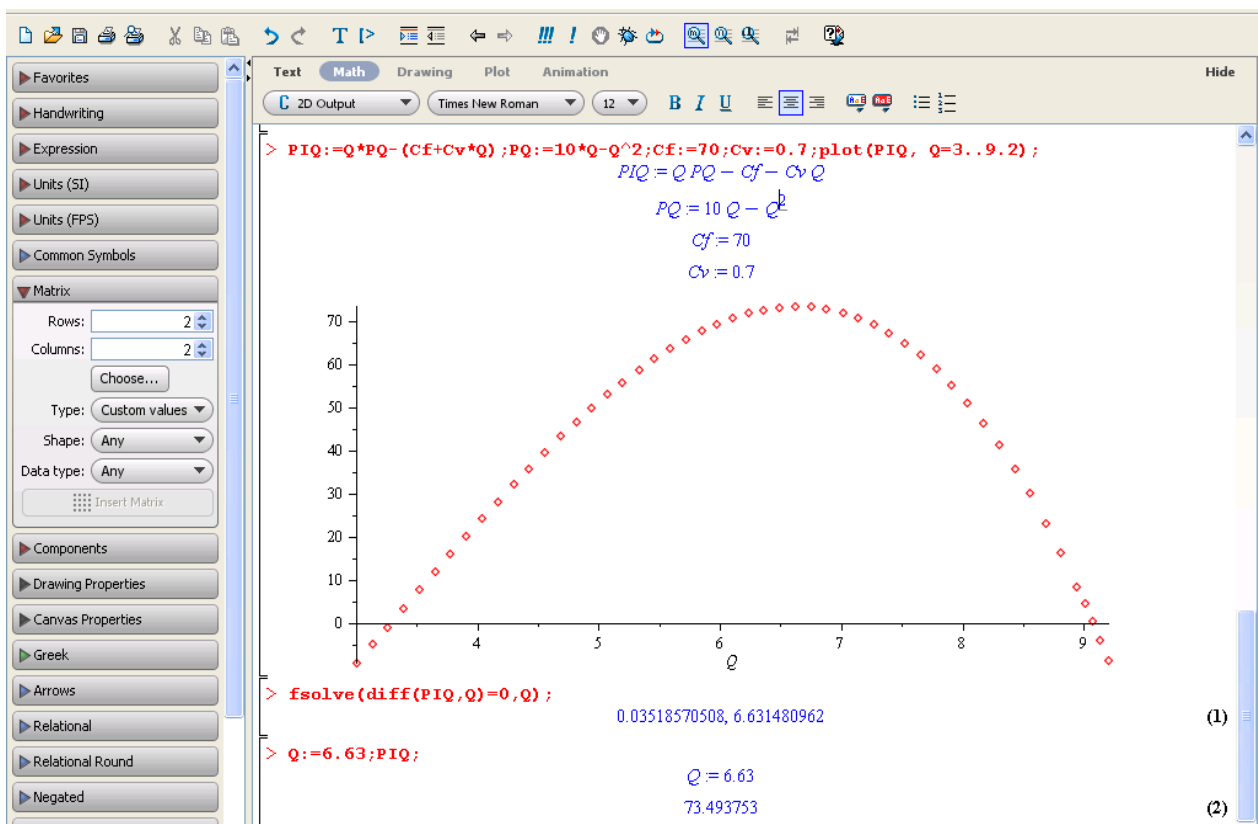 Favorites
Handwriting
Expression
Units (SI)
Units (FPS)
Common Symbols
Matrix
Rows: 2
Columns: 2
Choose...
Type: Custom values
Shape: Any
Data type: Any
Insert Matrix
Components
Drawing Properties
Canvas Properties
Greek
Arrows
Relational
Relational Round
Negated
Text Math Drawing Plot Animation Hide
C 2D Output Times New Roman 12 B I U
> PIQ:=Q*PQ-(Cf+Cv*Q);PQ:=10*Q-Q^2;Cf:=70;Cv:=0.7;plot(PIQ, Q=3..9.2);
PIQ := Q PQ − Cf − Cv Q
PQ := 10 Q − Q²
Cf := 70
Cv := 0.7
70
60
50
40
30
20
10
0
4 5 6 7 8 9
Q
> fsolve(diff(PIQ,Q)=0,Q);
0.03518570508, 6.631480962 (1)
> Q:=6.63;PIQ;
Q := 6.63
73.493753 (2)